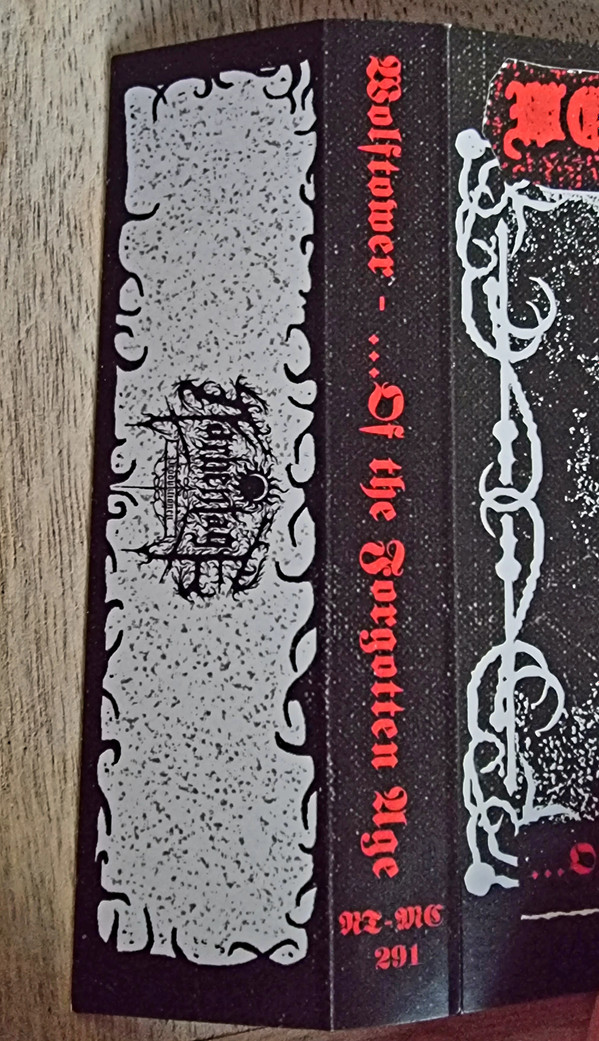 Wolftower - ...Of the Forgotten Age
NT-MC
291
...O